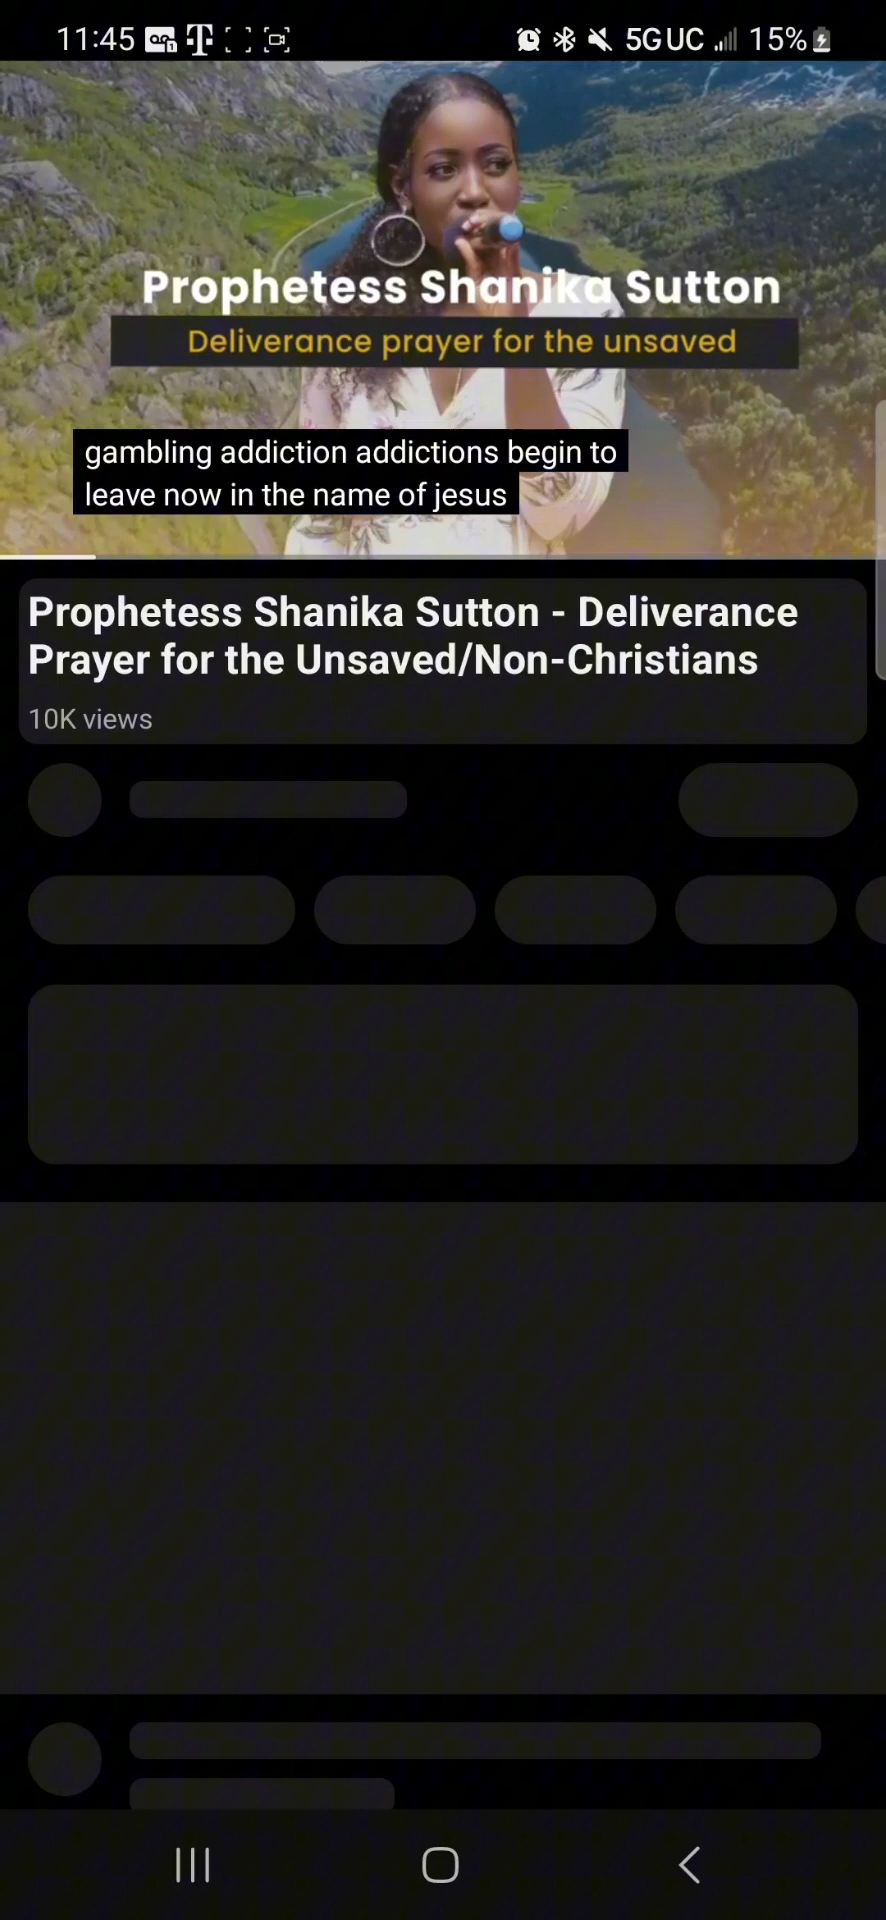 11:45 5G UC 15%
Prophetess Shanika Sutton
Deliverance prayer for the unsaved
gambling addiction addictions begin to
leave now in the name of jesus
Prophetess Shanika Sutton - Deliverance
Prayer for the Unsaved/Non-Christians
10K views